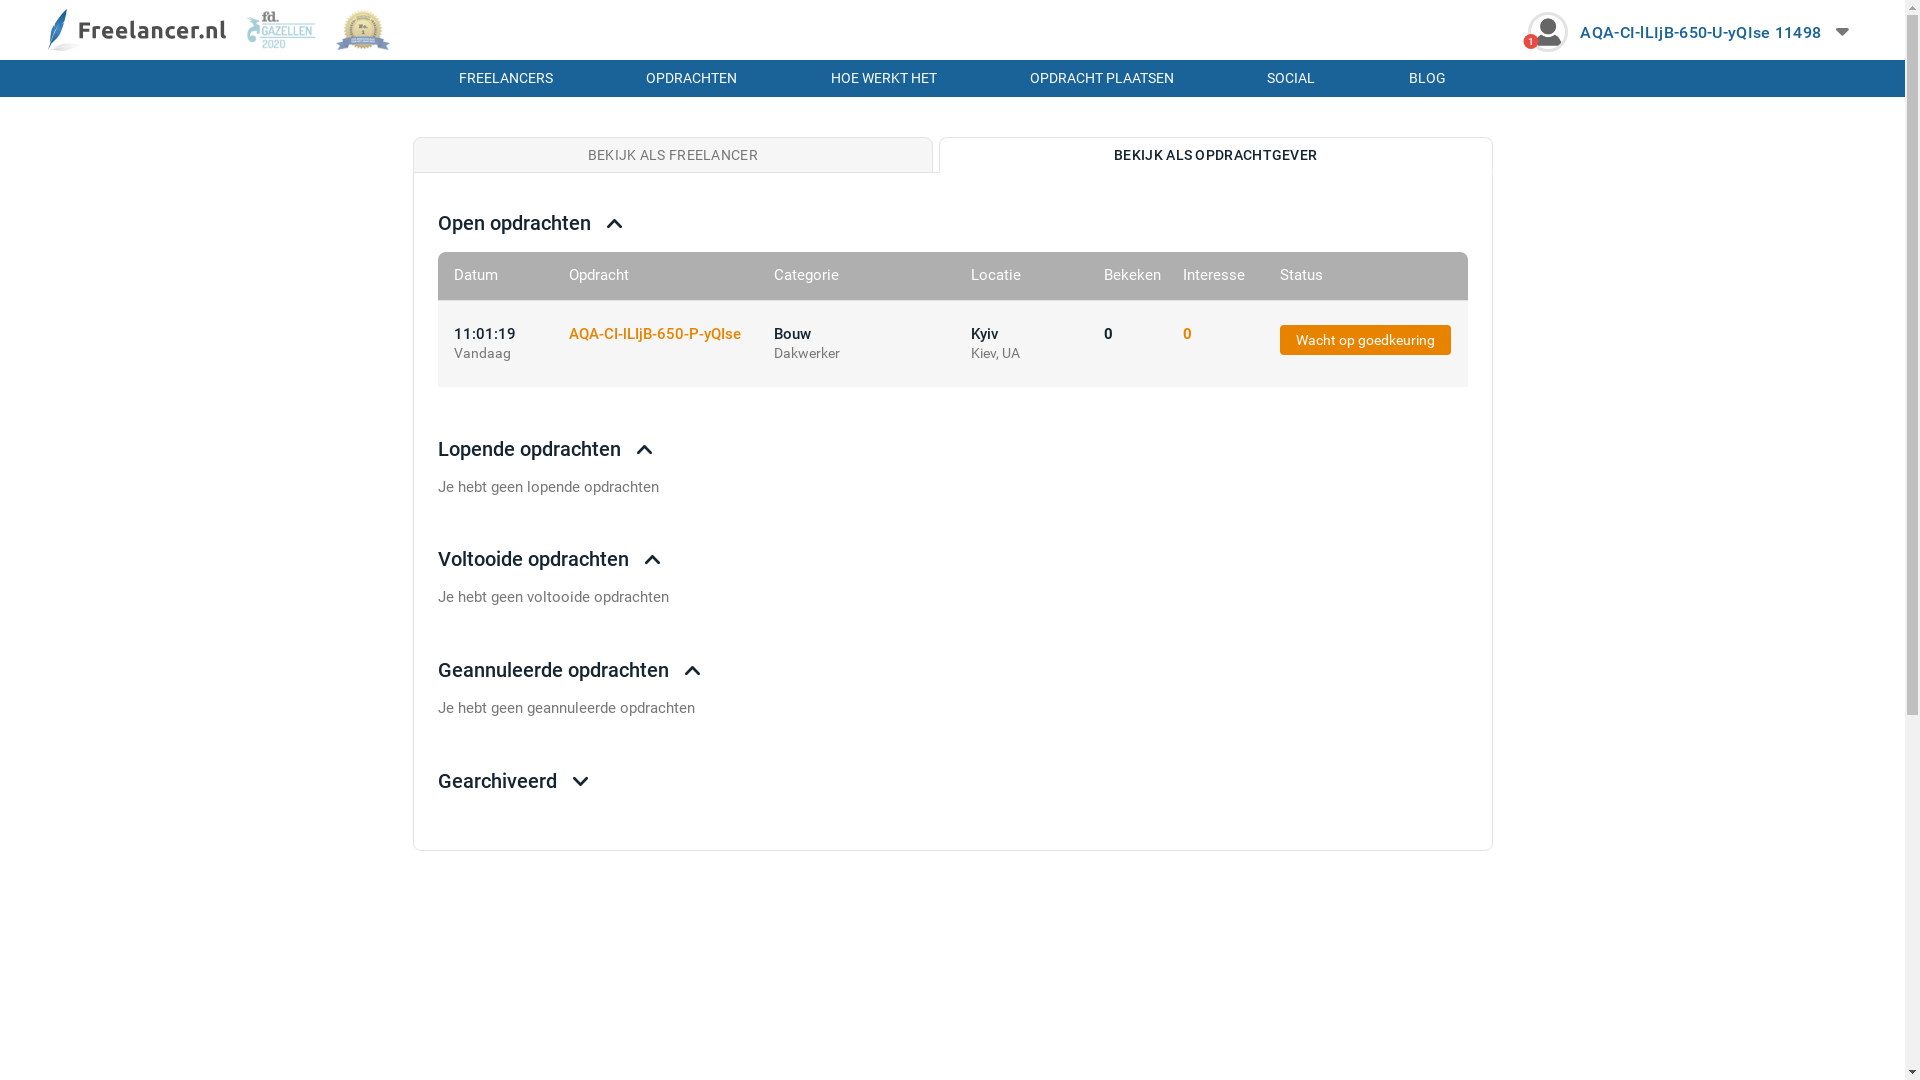 Freelancer.nl
fd.
GAZELLEN
2020
1
AQA-CI-lLIjB-650-U-yQIse 11498
FREELANCERS
OPDRACHTEN
HOE WERKT HET
OPDRACHT PLAATSEN
SOCIAL
BLOG
BEKIJK ALS FREELANCER
BEKIJK ALS OPDRACHTGEVER
Open opdrachten
Datum Opdracht Categorie Locatie Bekeken Interesse Status
11:01:19 AQA-CI-lLIjB-650-P-yQIse Bouw Kyiv 0 0 Wacht op goedkeuring
Vandaag Dakwerker Kiev, UA
Lopende opdrachten
Je hebt geen lopende opdrachten
Voltooide opdrachten
Je hebt geen voltooide opdrachten
Geannuleerde opdrachten
Je hebt geen geannuleerde opdrachten
Gearchiveerd